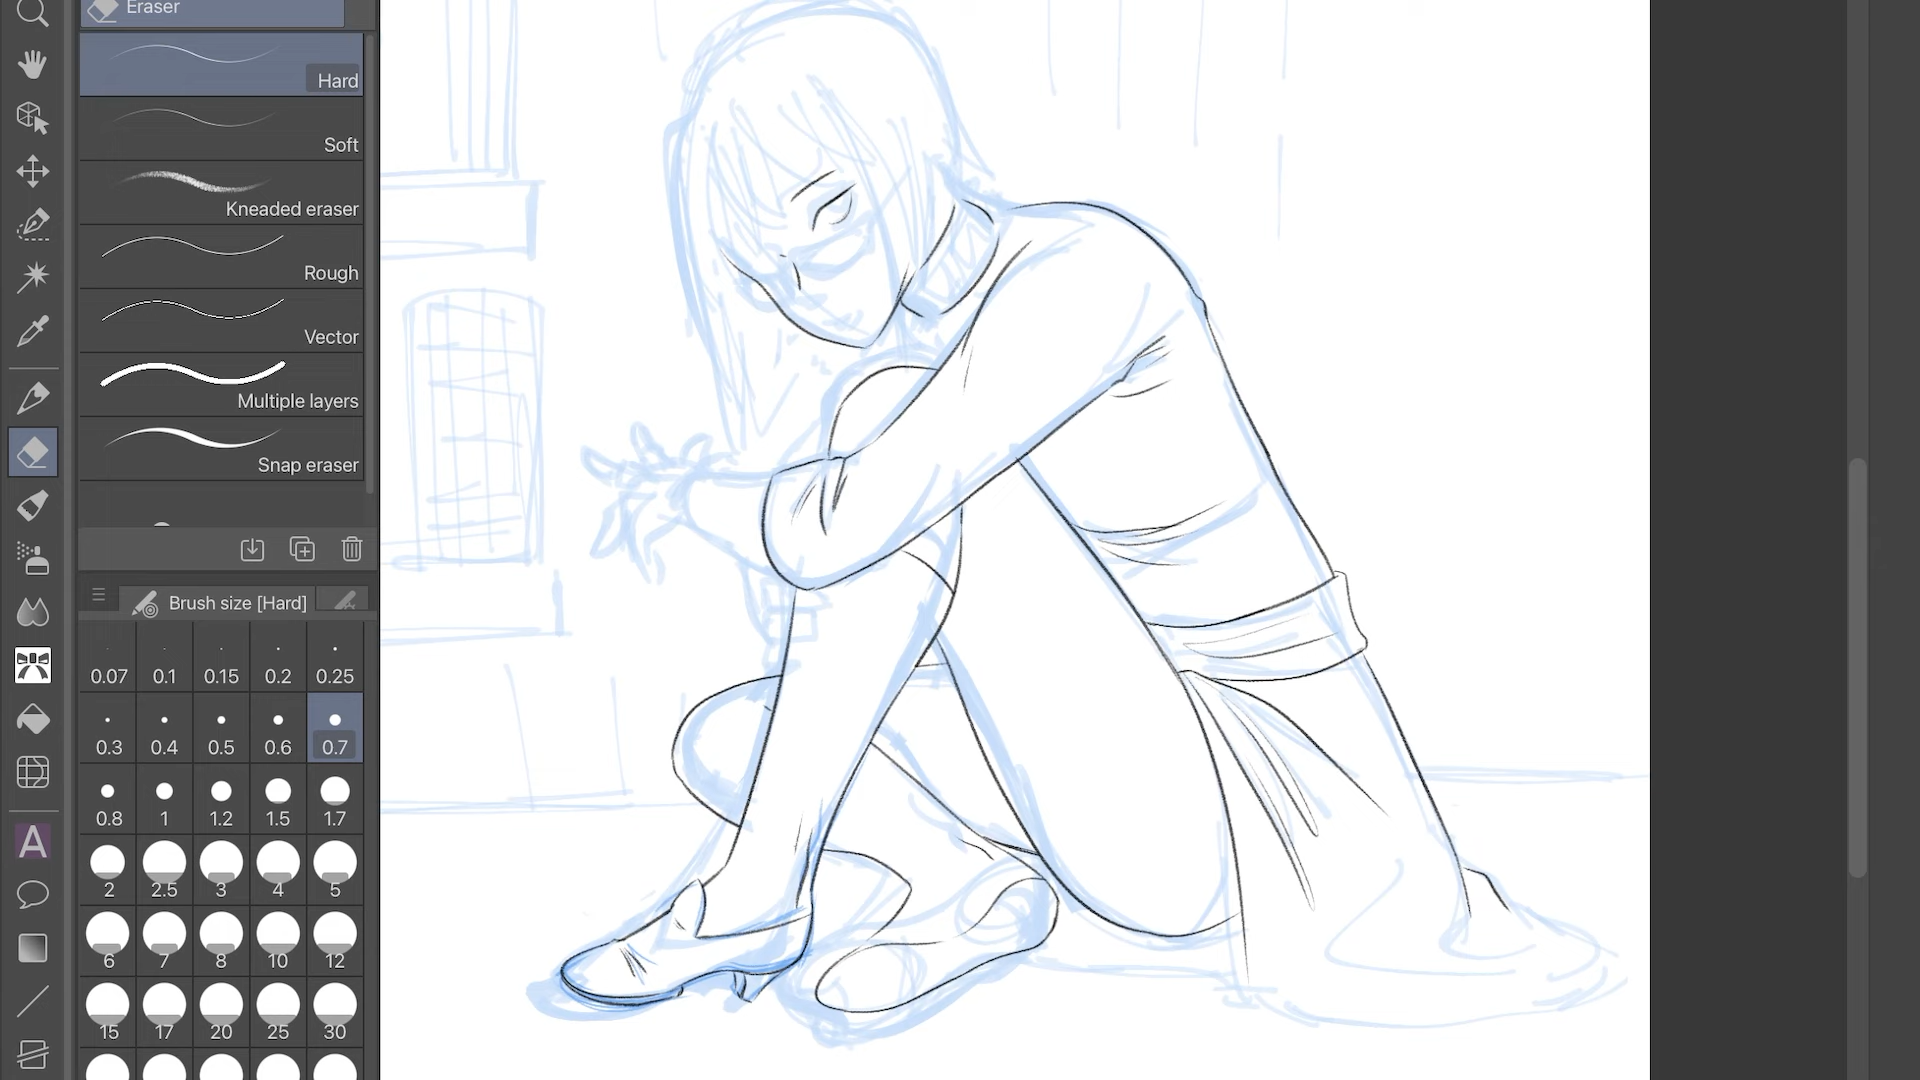 Eraser
Hard
Soft
Kneaded eraser
Rough
Vector
Multiple layers
Snap eraser
Brush size [Hard]
0.07 0.1 0.15 0.2 0.25
0.3 0.4 0.5 0.6 0.7
0.8 1 1.2 1.5 1.7
2 2.5 3 4 5
6 7 8 10 12
15 17 20 25 30
A